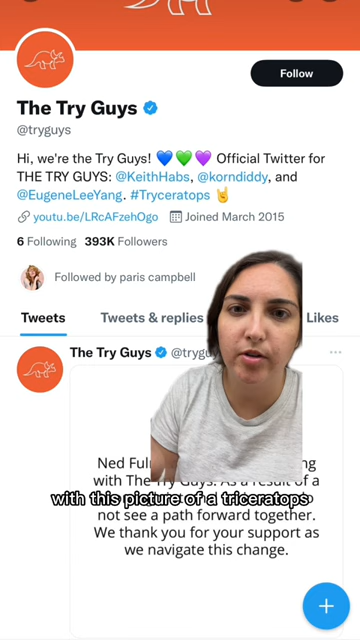 Follow
The Try Guys
@tryguys
Hi, we're the Try Guys! 💙💚💜 Official Twitter for
THE TRY GUYS: @KeithHabs, @korndiddy, and
@EugeneLeeYang. #Tryceratops 🤘
youtu.be/LRcAFzehOgo Joined March 2015
6 Following 393K Followers
Followed by paris campbell
Tweets Tweets & replies Likes
The Try Guys @tryguy
Ned Ful ng
with The Try Guys. As a result of a
with this picture of a triceratops
not see a path forward together.
We thank you for your support as
we navigate this change.